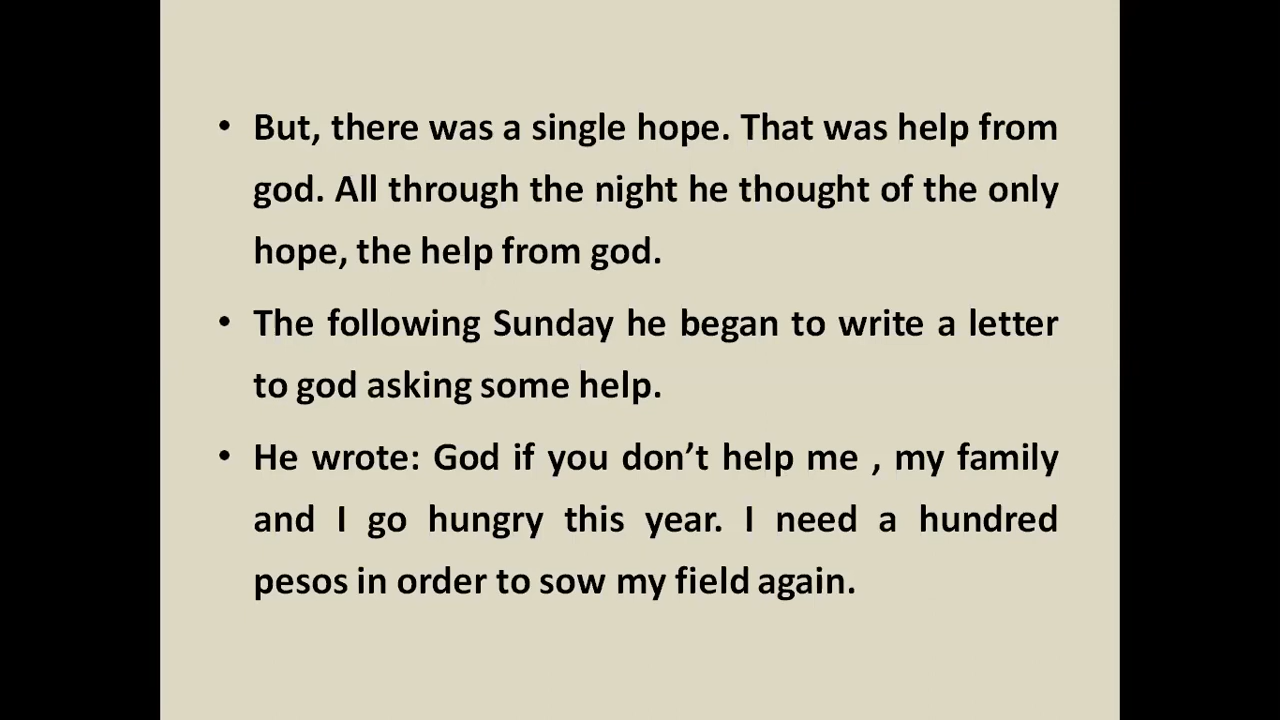 • But, there was a single hope. That was help from
god. All through the night he thought of the only
hope, the help from god.
• The following Sunday he began to write a letter
to god asking some help.
• He wrote: God if you don’t help me , my family
and I go hungry this year. I need a hundred
pesos in order to sow my field again.